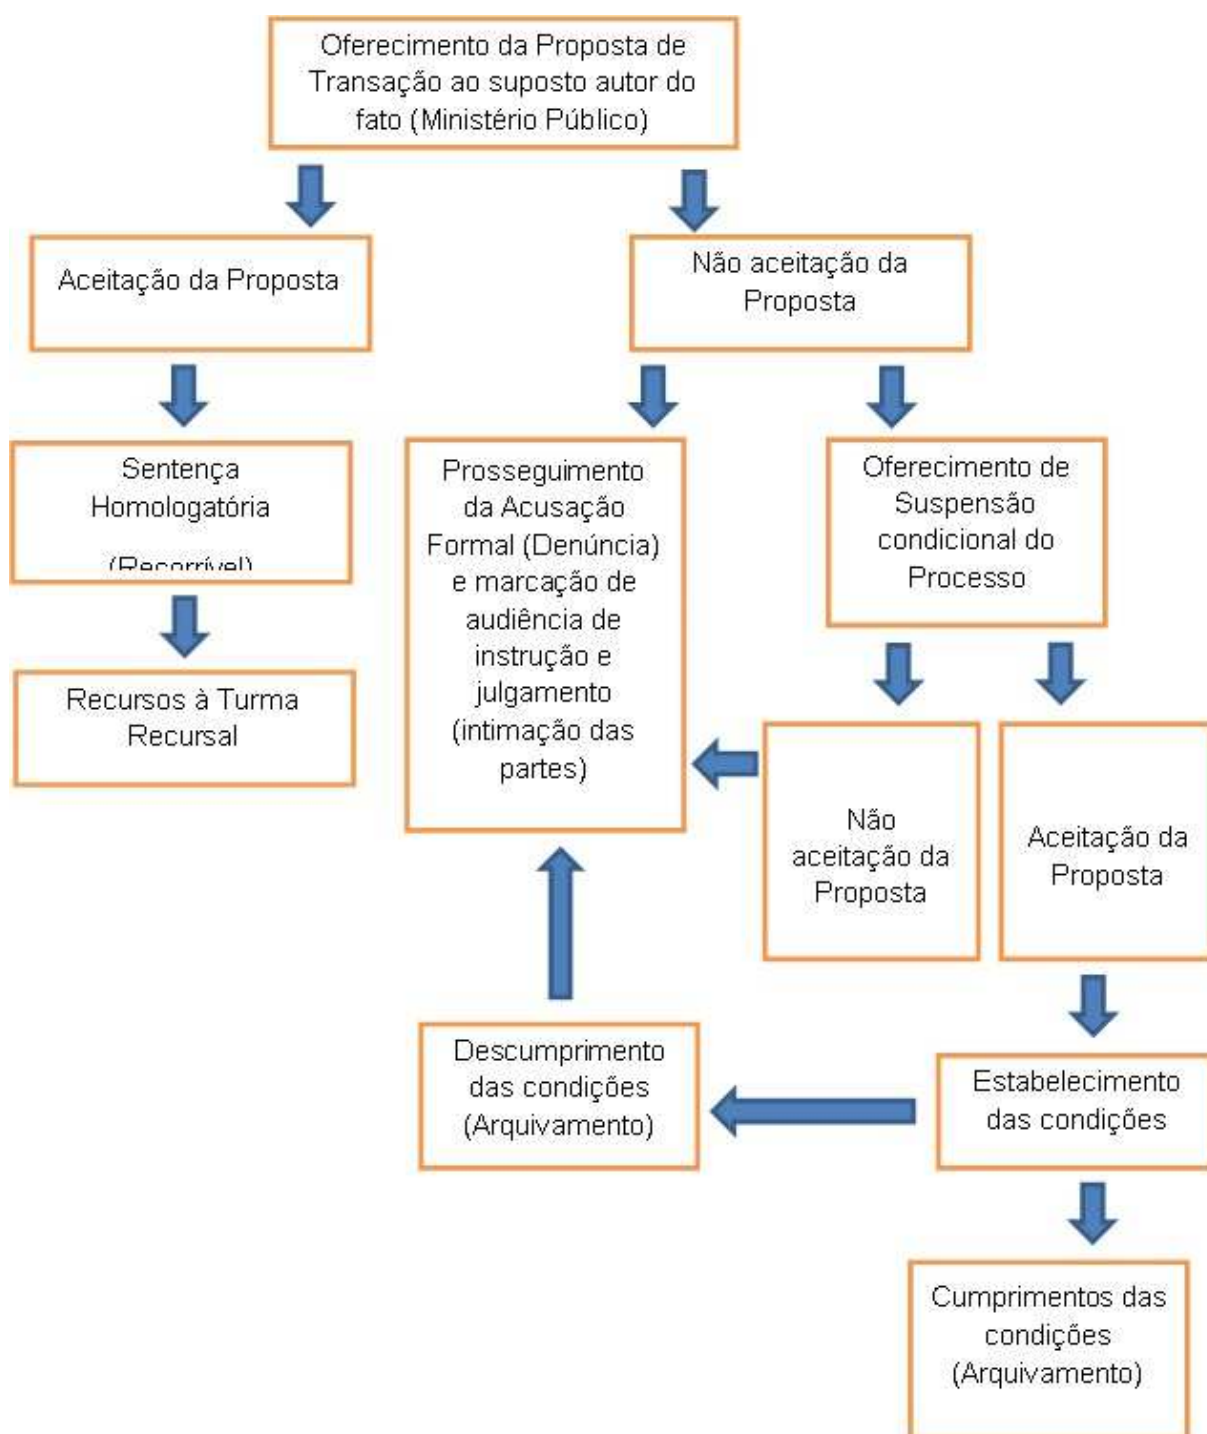 Oferecimento da Proposta de
Transação ao suposto autor do
fato (Ministério Público)
Aceitação da Proposta
Não aceitação da
Proposta
Sentença
Homologatória
(Recorrível)
Recursos à Turma
Recursal
Prosseguimento
da Acusação
Formal (Denúncia)
e marcação de
audiência de
instrução e
julgamento
(intimação das
partes)
Oferecimento de
Suspensão
condicional do
Processo
Não
aceitação da
Proposta
Aceitação da
Proposta
Descumprimento
das condições
(Arquivamento)
Estabelecimento
das condições
Cumprimentos das
condições
(Arquivamento)